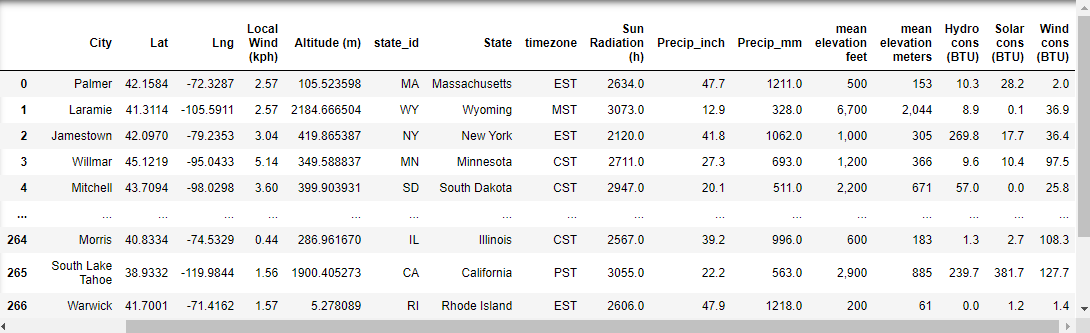 City Lat Lng Local Wind (kph) Altitude (m) state_id State timezone Sun Radiation (h) Precip_inch Precip_mm mean elevation feet mean elevation meters Hydro cons (BTU) Solar cons (BTU) Wind cons (BTU)
0 Palmer 42.1584 -72.3287 2.57 105.523598 MA Massachusetts EST 2634.0 47.7 1211.0 500 153 10.3 28.2 2.0
1 Laramie 41.3114 -105.5911 2.57 2184.666504 WY Wyoming MST 3073.0 12.9 328.0 6,700 2,044 8.9 0.1 36.9
2 Jamestown 42.0970 -79.2353 3.04 419.865387 NY New York EST 2120.0 41.8 1062.0 1,000 305 269.8 17.7 36.4
3 Willmar 45.1219 -95.0433 5.14 349.588837 MN Minnesota CST 2711.0 27.3 693.0 1,200 366 9.6 10.4 97.5
4 Mitchell 43.7094 -98.0298 3.60 399.903931 SD South Dakota CST 2947.0 20.1 511.0 2,200 671 57.0 0.0 25.8
... ... ... ... ... ... ... ... ... ... ... ... ... ... ... ... ...
264 Morris 40.8334 -74.5329 0.44 286.961670 IL Illinois CST 2567.0 39.2 996.0 600 183 1.3 2.7 108.3
265 South Lake Tahoe 38.9332 -119.9844 1.56 1900.405273 CA California PST 3055.0 22.2 563.0 2,900 885 239.7 381.7 127.7
266 Warwick 41.7001 -71.4162 1.57 5.278089 RI Rhode Island EST 2606.0 47.9 1218.0 200 61 0.0 1.2 1.4